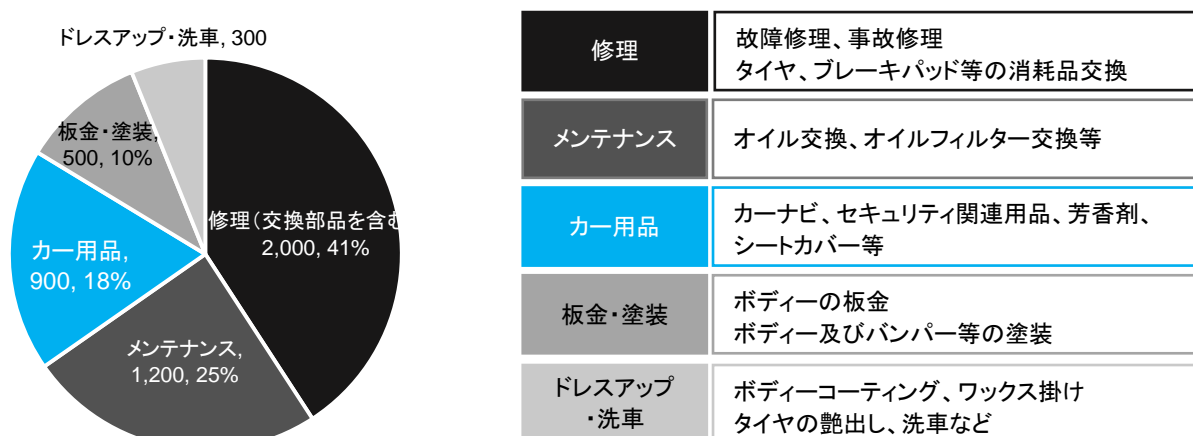 ドレスアップ・洗車, 300
板金・塗装,
500, 10%
修理（交換部品を含む
2,000, 41%
カー用品,
900, 18%
メンテナンス,
1,200, 25%
修理
故障修理、事故修理
タイヤ、ブレーキパッド等の消耗品交換
メンテナンス
オイル交換、オイルフィルター交換等
カー用品
カーナビ、セキュリティ関連用品、芳香剤、
シートカバー等
板金・塗装
ボディーの板金
ボディー及びバンパー等の塗装
ドレスアップ
・洗車
ボディーコーティング、ワックス掛け
タイヤの艶出し、洗車など